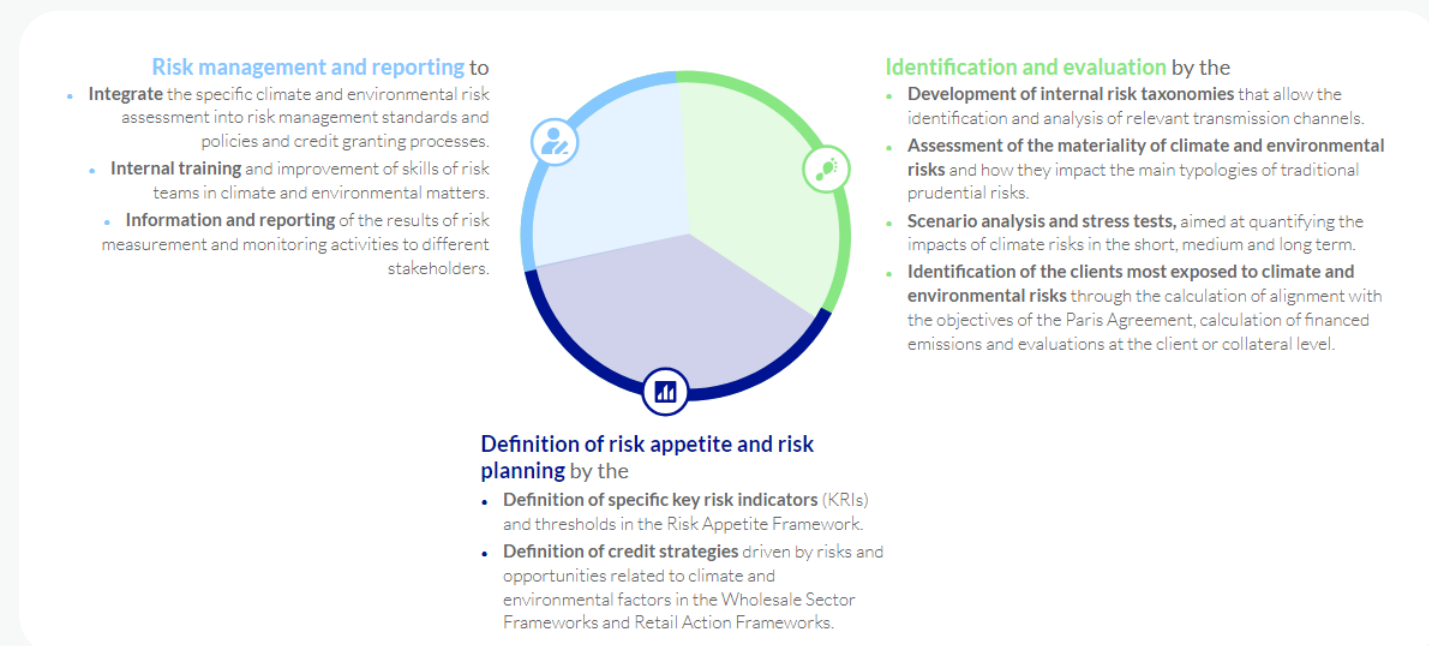 Risk management and reporting to
• Integrate the specific climate and environmental risk
assessment into risk management standards and
policies and credit granting processes.
• Internal training and improvement of skills of risk
teams in climate and environmental matters.
• Information and reporting of the results of risk
measurement and monitoring activities to different
stakeholders.
Identification and evaluation by the
• Development of internal risk taxonomies that allow the
identification and analysis of relevant transmission channels.
• Assessment of the materiality of climate and environmental
risks and how they impact the main typologies of traditional
prudential risks.
• Scenario analysis and stress tests, aimed at quantifying the
impacts of climate risks in the short, medium and long term.
• Identification of the clients most exposed to climate and
environmental risks through the calculation of alignment with
the objectives of the Paris Agreement, calculation of financed
emissions and evaluations at the client or collateral level.
Definition of risk appetite and risk
planning by the
• Definition of specific key risk indicators (KRIs)
and thresholds in the Risk Appetite Framework.
• Definition of credit strategies driven by risks and
opportunities related to climate and
environmental factors in the Wholesale Sector
Frameworks and Retail Action Frameworks.